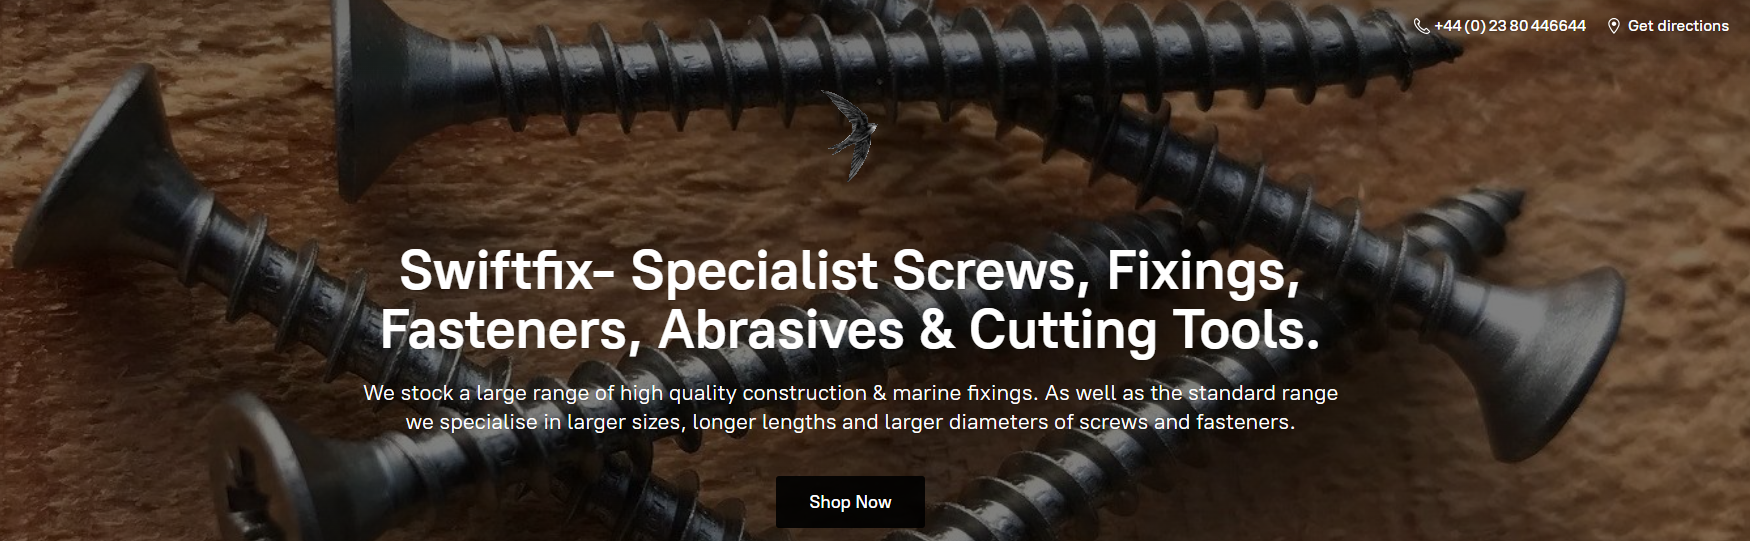 +44 (0) 23 80 446644 Get directions
Swiftfix- Specialist Screws, Fixings,
Fasteners, Abrasives & Cutting Tools.
We stock a large range of high quality construction & marine fixings. As well as the standard range
we specialise in larger sizes, longer lengths and larger diameters of screws and fasteners.
Shop Now